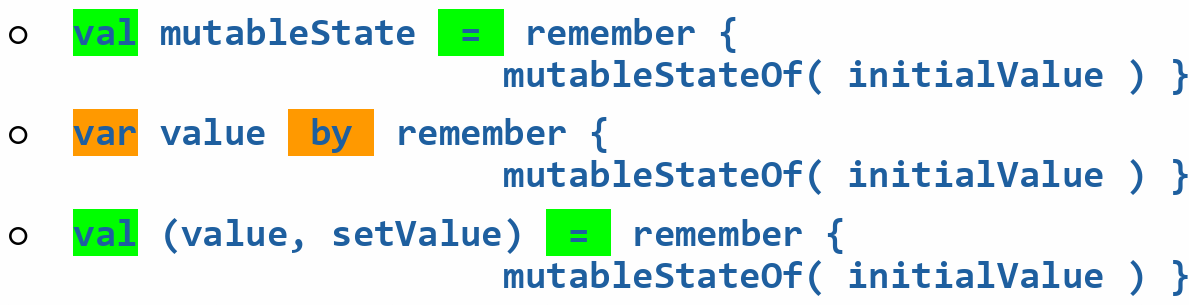 ○ val mutableState = remember {
mutableStateOf( initialValue ) }
○ var value by remember {
mutableStateOf( initialValue ) }
○ val (value, setValue) = remember {
mutableStateOf( initialValue ) }